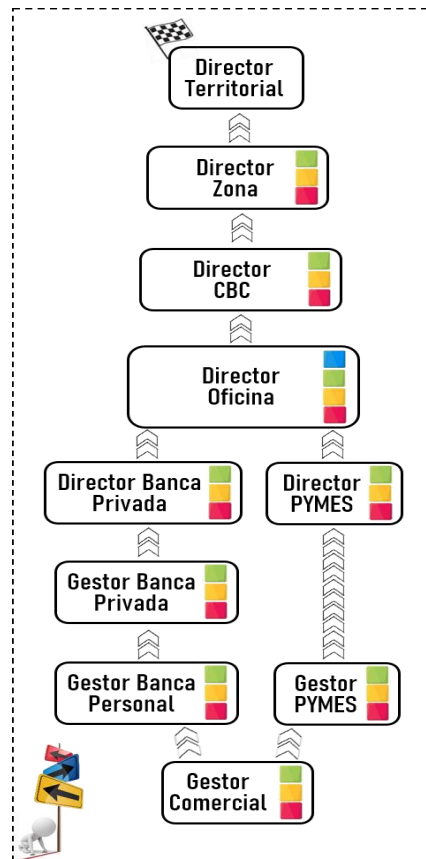 Director
Territorial
Director
Zona
Director
CBC
Director
Oficina
Director Banca
Privada
Director
PYMES
Gestor Banca
Privada
Gestor Banca
Personal
Gestor
PYMES
Gestor
Comercial